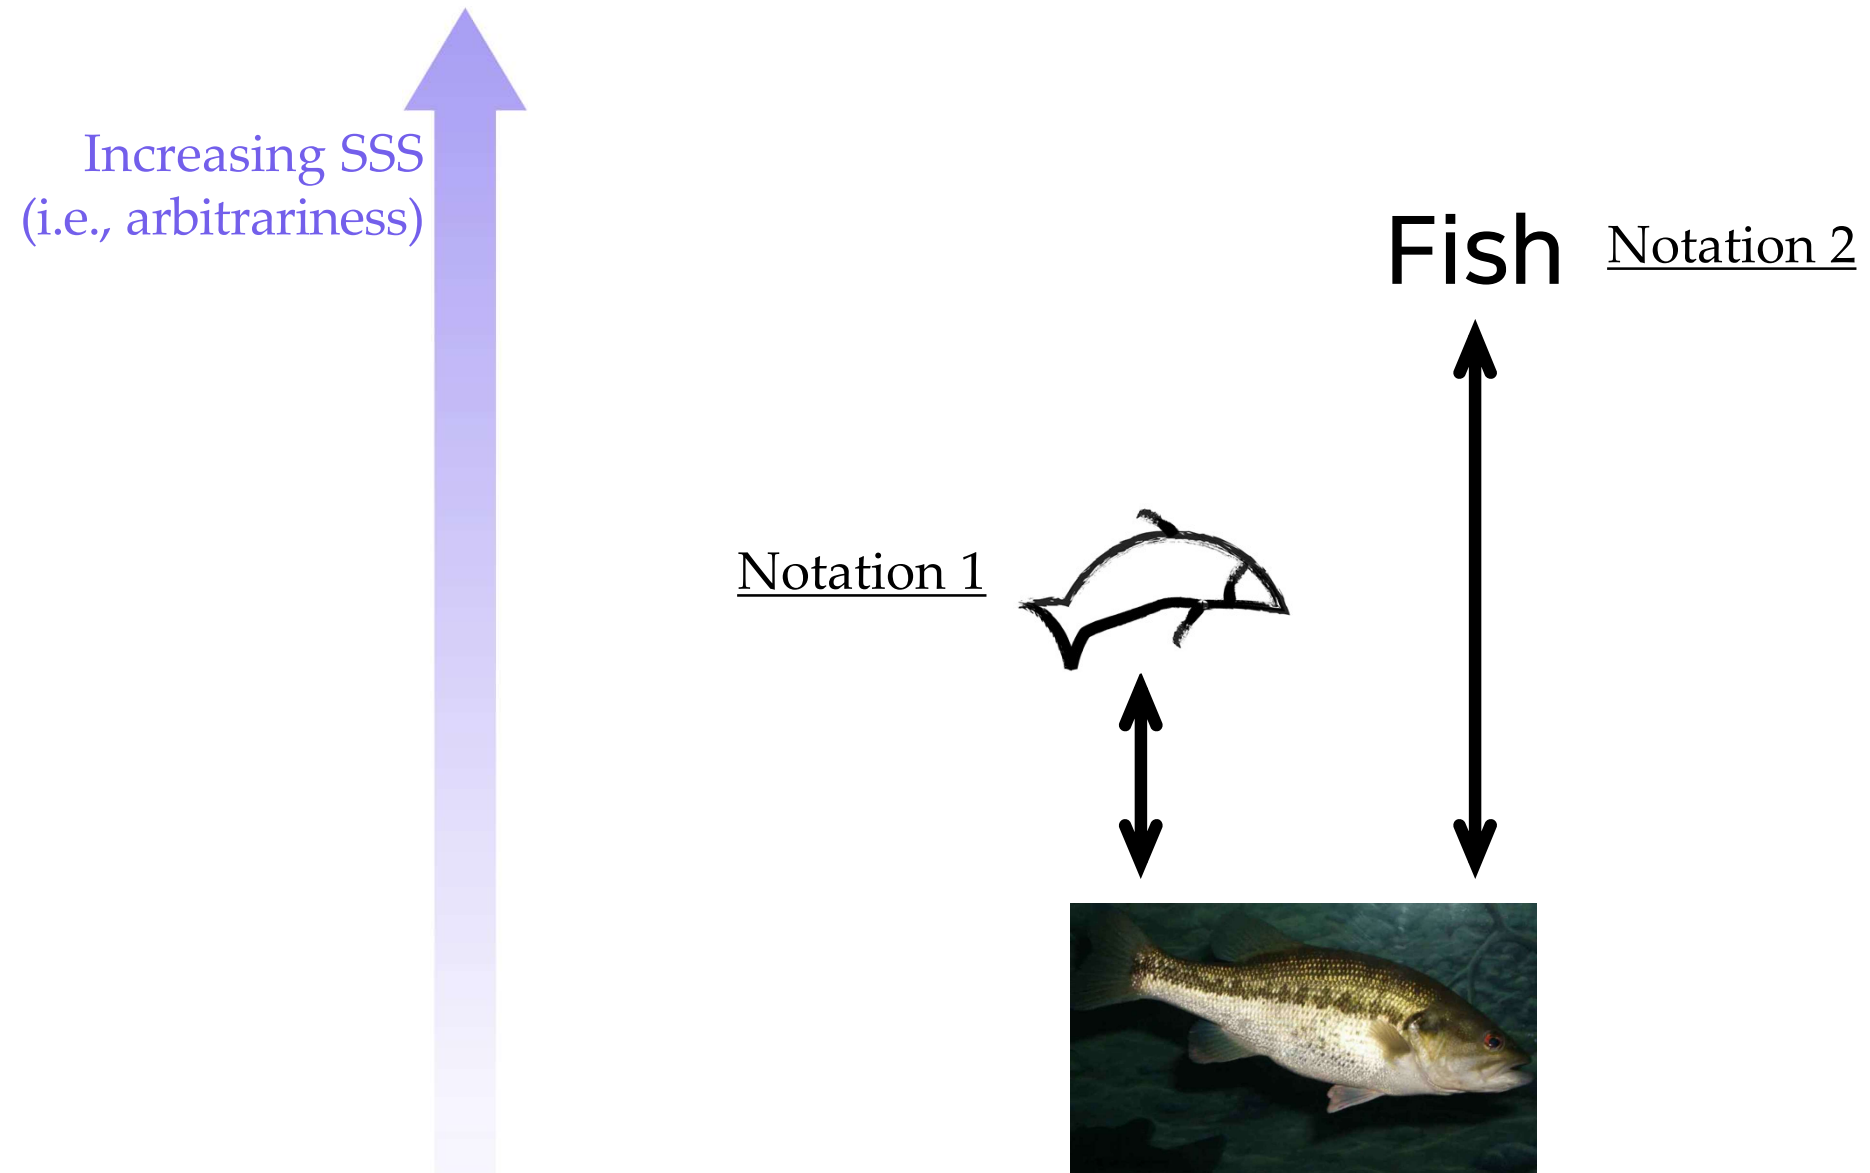 Increasing SSS
(i.e., arbitrariness)
Fish
Notation 2
Notation 1